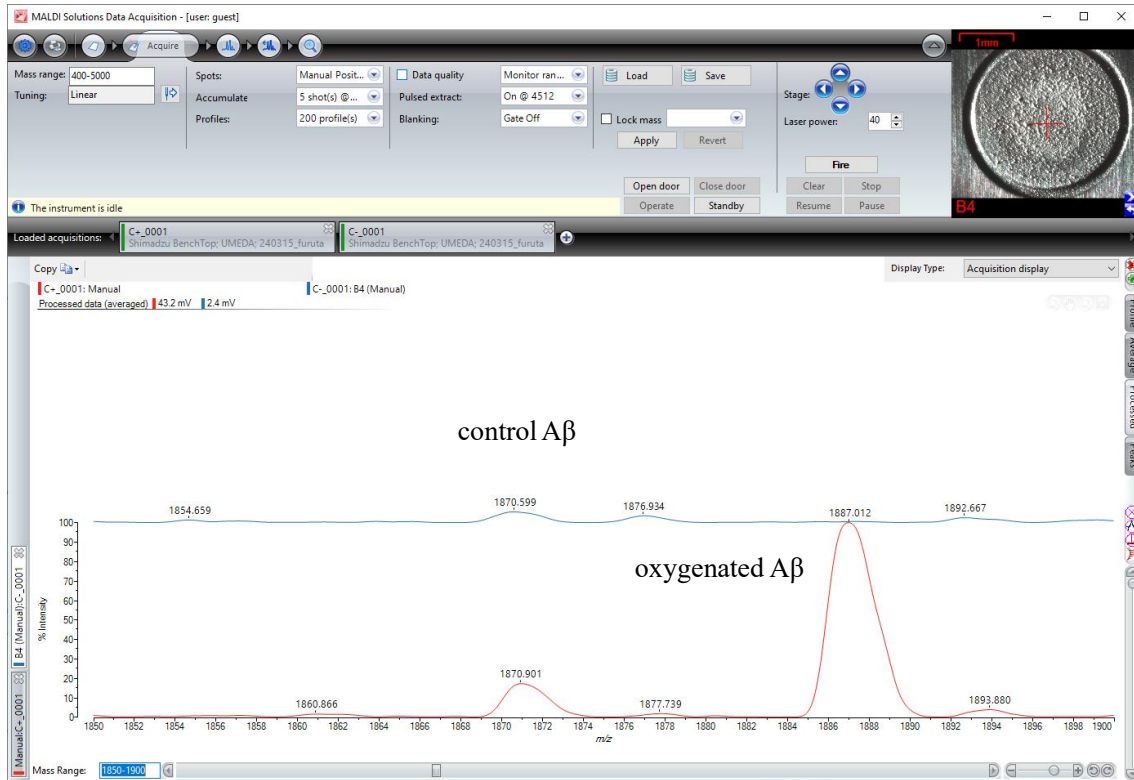 MALDI Solutions Data Acquisition - [user: guest]
Acquire
1mm
Mass range: 400-5000
Spots: Manual Posit...
Data quality
Monitor ran...
Load
Save
Tuning: Linear
Accumulate 5 shot(s) @...
Pulsed extract: On @ 4512
Stage:
Profiles: 200 profile(s)
Blanking: Gate Off
Lock mass
Laser power: 40
Apply
Revert
Fire
Open door
Close door
Clear
Stop
Operate
Standby
Resume
Pause
B4
The instrument is idle
Loaded acquisitions:
C+_0001
Shimadzu BenchTop; UMEDA; 240315_furuta
C-_0001
Shimadzu BenchTop; UMEDA; 240315_furuta
Copy
Display Type: Acquisition display
C+_0001: Manual
C-_0001: B4 (Manual)
Processed data (averaged) 43.2 mV 2.4 mV
Profile
Average
Processed
Peaks
control Aβ
1854.659
1870.599
1876.934
1887.012
1892.667
oxygenated Aβ
1860.866
1870.901
1877.739
1893.880
% Intensity
100
90
80
70
60
50
40
30
20
10
0
1850 1852 1854 1856 1858 1860 1862 1864 1866 1868 1870 1872 1874 1876 1878 1880 1882 1884 1886 1888 1890 1892 1894 1896 1898 1900
m/z
B4 (Manual):C-_0001
Manual:C+_0001
Mass Range: 1850-1900